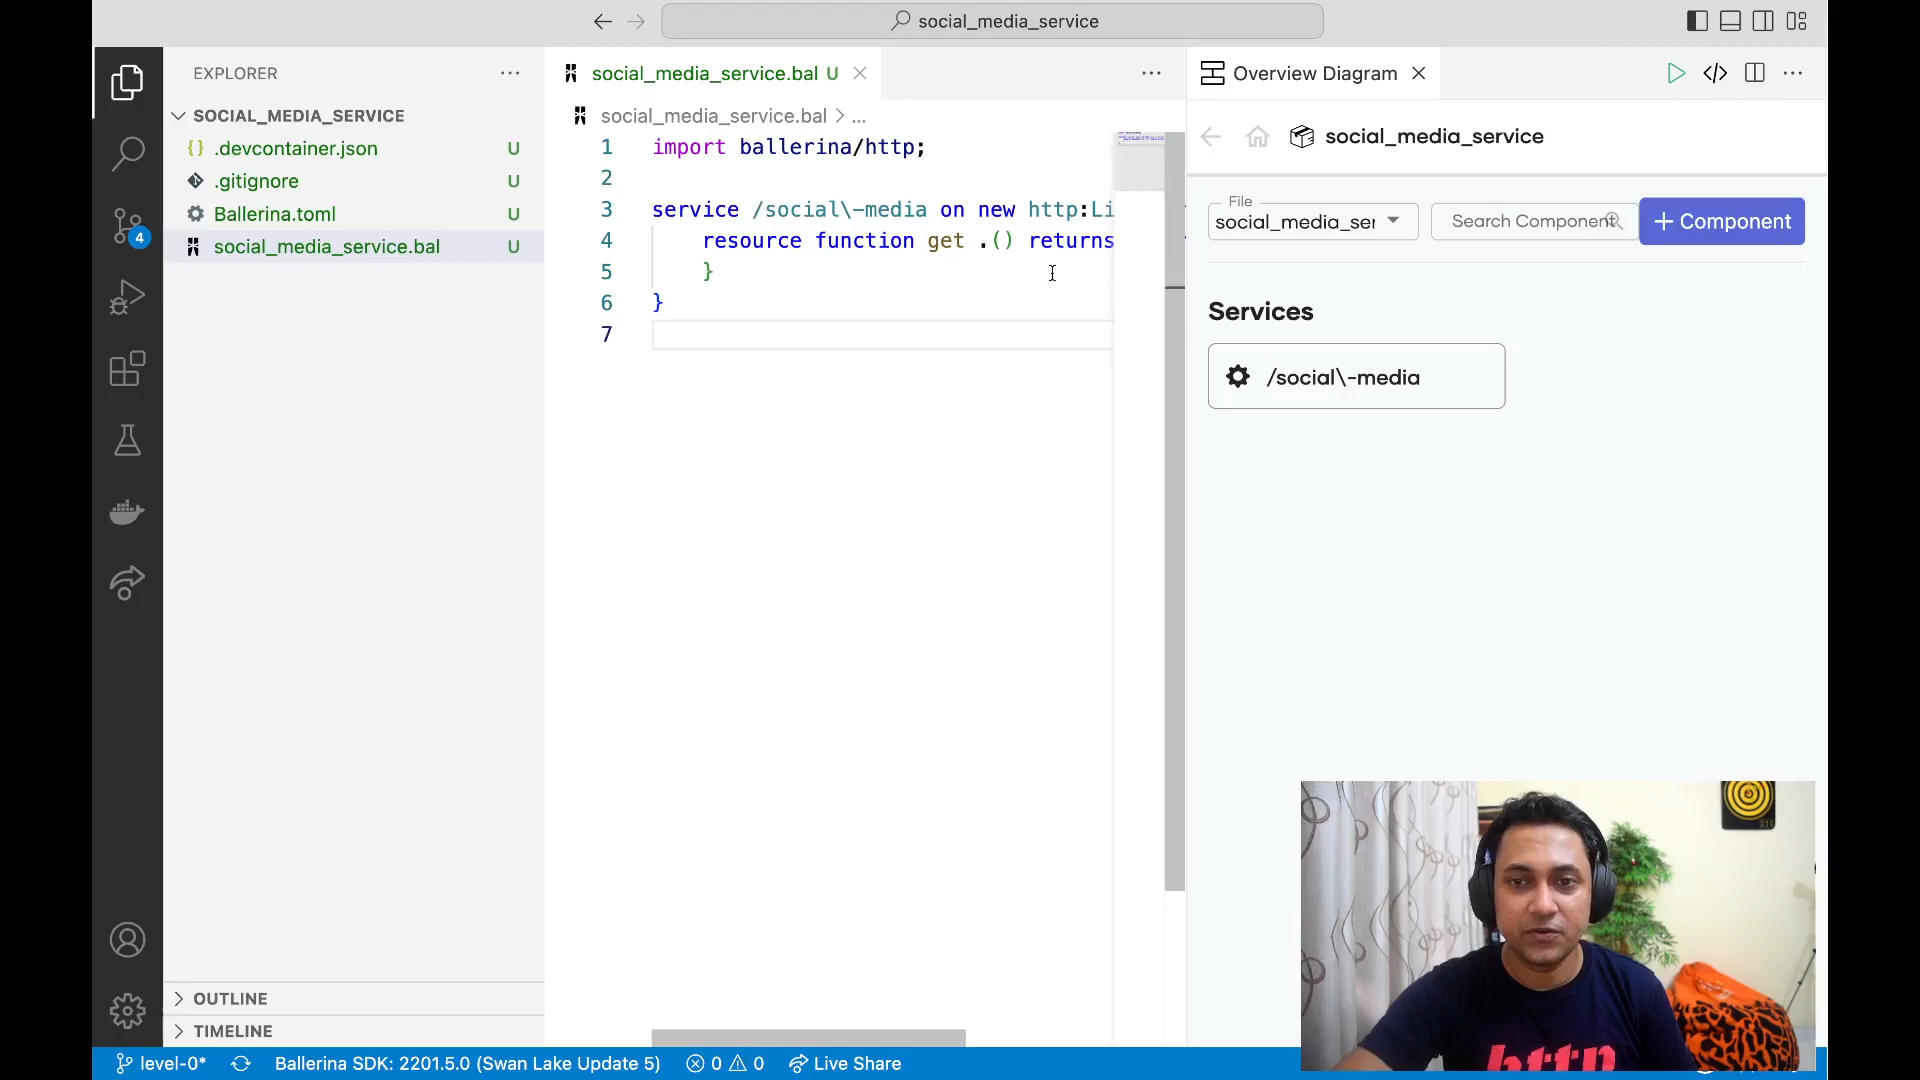 social_media_service
EXPLORER
SOCIAL_MEDIA_SERVICE
{} .devcontainer.json U
.gitignore U
Ballerina.toml U
social_media_service.bal U
OUTLINE
TIMELINE
4
social_media_service.bal U
social_media_service.bal > ...
1 import ballerina/http;
2
3 service /social\-media on new http:Li
4 resource function get .() returns
5 }
6 }
7
Overview Diagram
social_media_service
File
social_media_ser
Search Component
+ Component
Services
/social\-media
http
level-0* Ballerina SDK: 2201.5.0 (Swan Lake Update 5) 0 0 Live Share